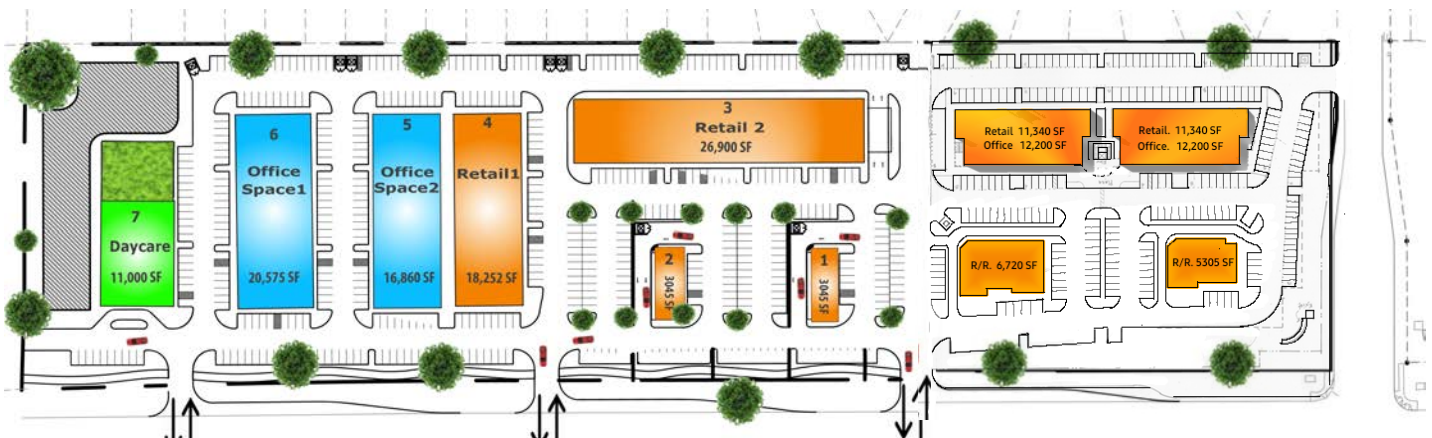 7
Daycare
11,000 SF
6
Office
Space1
20,575 SF
5
Office
Space2
16,860 SF
4
Retail1
18,252 SF
3
Retail 2
26,900 SF
2
3045 SF
1
3045 SF
Retail 11,340 SF
Office 12,200 SF
Retail. 11,340 SF
Office. 12,200 SF
R/R. 6,720 SF
R/R. 5305 SF